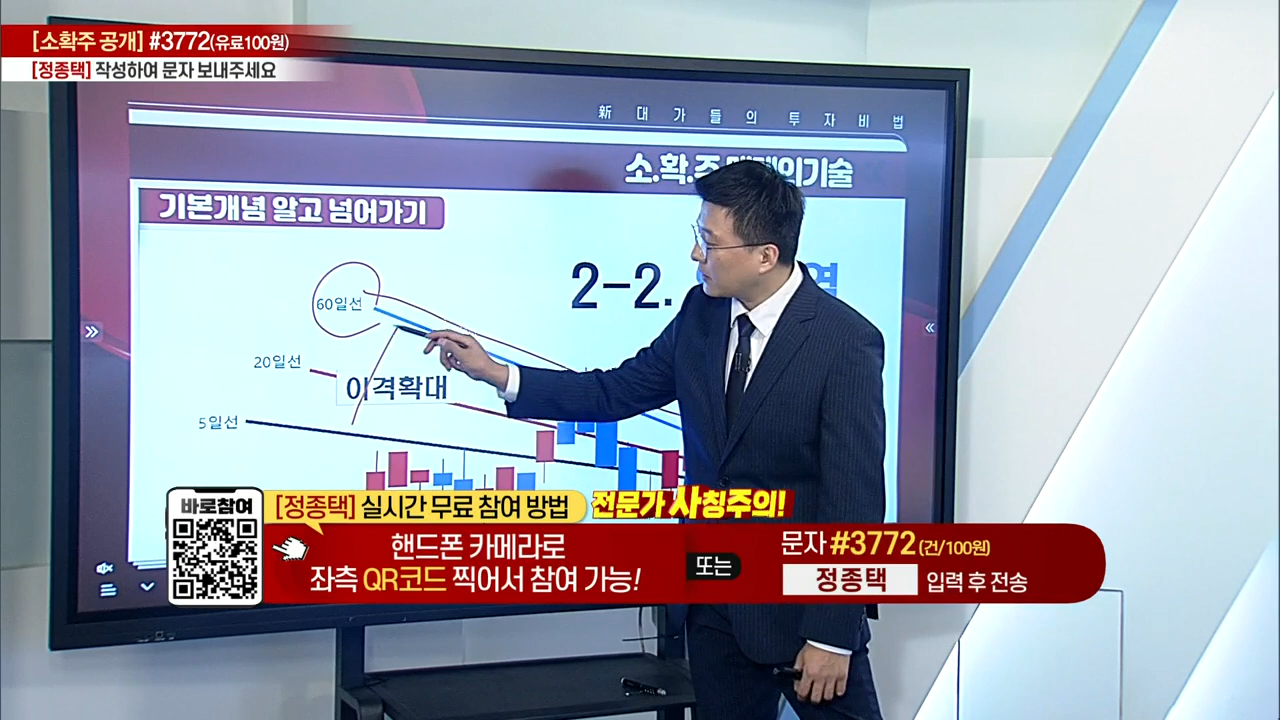 [소확주 공개] #3772(유료100원)
[정종택] 작성하여 문자 보내주세요
新 대 가 들 의 투 자 비 법
소.확.주 의기술
기본개념 알고 넘어가기
2-2.
60일선
20일선
이격확대
5일선
바로참여
[정종택] 실시간 무료 참여 방법
전문가 사칭주의!
핸드폰 카메라로
좌측 QR코드 찍어서 참여 가능!
또는
문자 #3772 (건/100원)
정종택 입력 후 전송